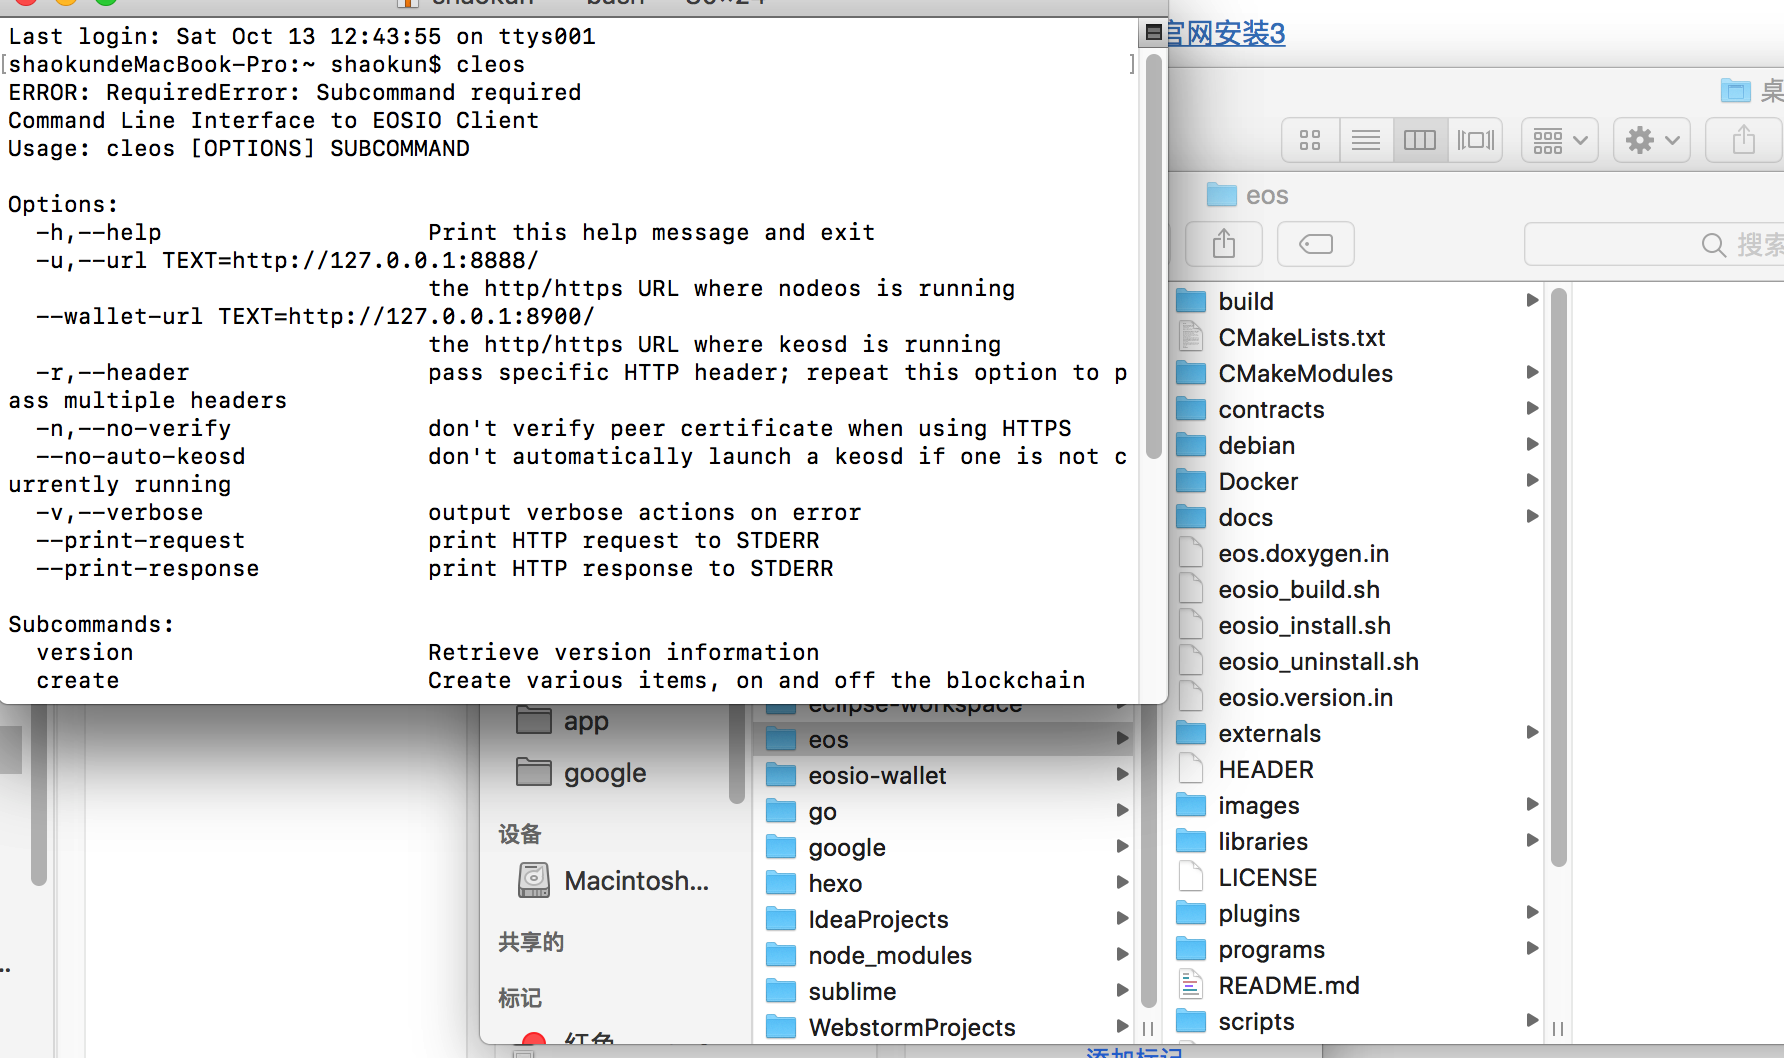 Last login: Sat Oct 13 12:43:55 on ttys001
[shaokundeMacBook-Pro:~ shaokun$ cleos ]
ERROR: RequiredError: Subcommand required
Command Line Interface to EOSIO Client
Usage: cleos [OPTIONS] SUBCOMMAND
Options:
-h,--help Print this help message and exit
-u,--url TEXT=http://127.0.0.1:8888/
the http/https URL where nodeos is running
--wallet-url TEXT=http://127.0.0.1:8900/
the http/https URL where keosd is running
-r,--header pass specific HTTP header; repeat this option to p
ass multiple headers
-n,--no-verify don't verify peer certificate when using HTTPS
--no-auto-keosd don't automatically launch a keosd if one is not c
urrently running
-v,--verbose output verbose actions on error
--print-request print HTTP request to STDERR
--print-response print HTTP response to STDERR
Subcommands:
version Retrieve version information
create Create various items, on and off the blockchain
官网安装3
桌
eos
搜索
build
CMakeLists.txt
CMakeModules
contracts
debian
Docker
docs
eos.doxygen.in
eosio_build.sh
eosio_install.sh
eosio_uninstall.sh
eosio.version.in
externals
HEADER
images
libraries
LICENSE
plugins
programs
README.md
scripts
app
google
设备
Macintosh...
共享的
标记
红色
eclipse-workspace
eos
eosio-wallet
go
google
hexo
IdeaProjects
node_modules
sublime
WebstormProjects
添加标记